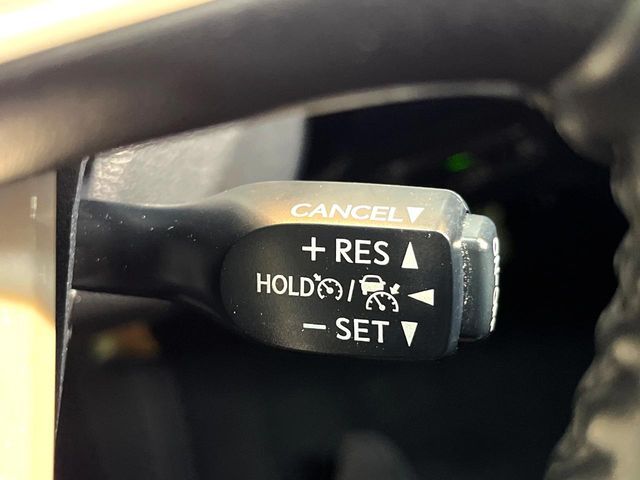 CANCEL▼
+ RES ▲
HOLD / ◄
– SET ▼